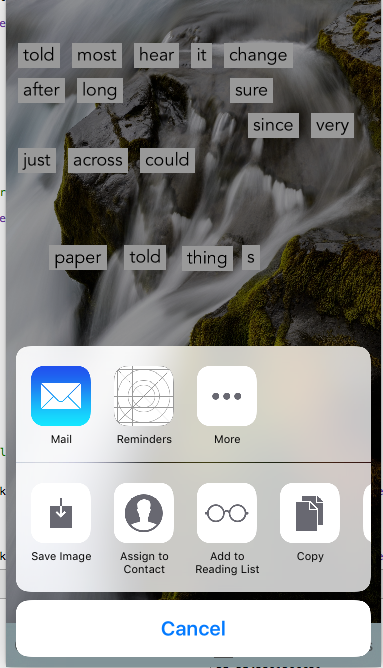 told most hear it change
after long sure
since very
just across could
paper told thing s
Mail Reminders More
Save Image Assign to Contact Add to Reading List Copy
Cancel